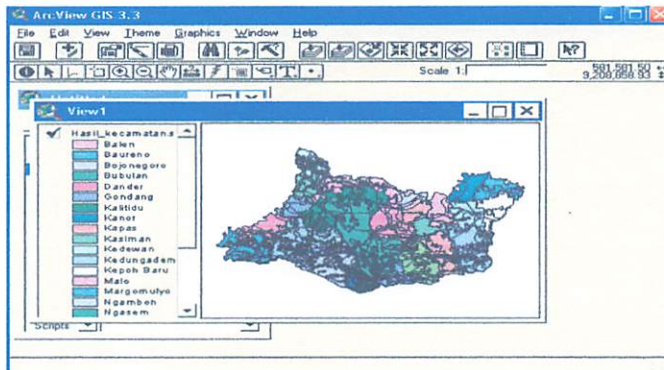 ArcView GIS 3.3
File Edit View Theme Graphics Window Help
Scale 1:
581,581.50
9,208,858.93
View1
Hasil_kecamatans
Balen
Baureno
Bojonegoro
Bubulan
Dander
Gondang
Kalitidu
Kanor
Kapas
Kasiman
Kedewan
Kedungadem
Kepoh Baru
Malo
Margomulyo
Ngambon
Ngasem
Scripts